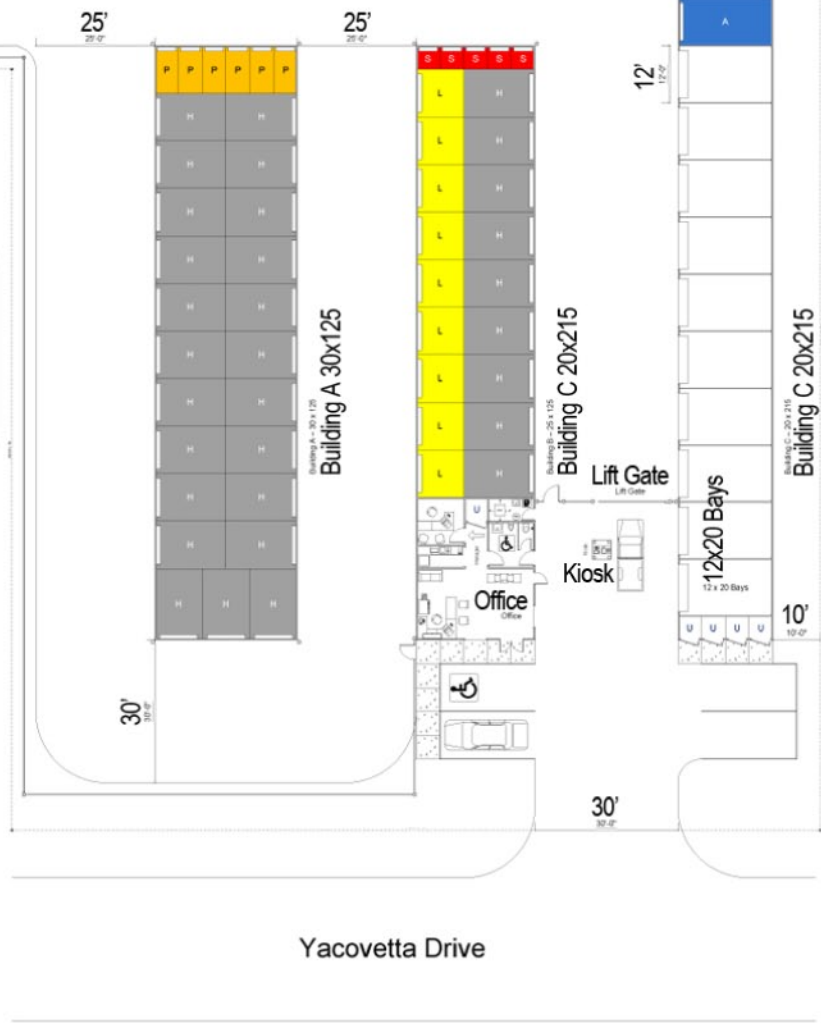 25'
25'-0"
25'
25'-0"
A
12'
12'-0"
P P P P P P
S S S S S
H H
H H
H H
H H
H H
H H
H H
H H
H H
H H
H H H
L H
L H
L H
L H
L H
L H
L H
L H
L H
Building A – 30 x 125
Building A 30x125
Building B – 25 x 125
Building C 20x215
Building C – 20 x 215
Building C 20x215
Lift Gate
Lift Gate
U
Kiosk
Office
Office
12x20 Bays
12 x 20 Bays
U U U U
10'
10'-0"
30'
30'-0"
30'
30'-0"
Yacovetta Drive